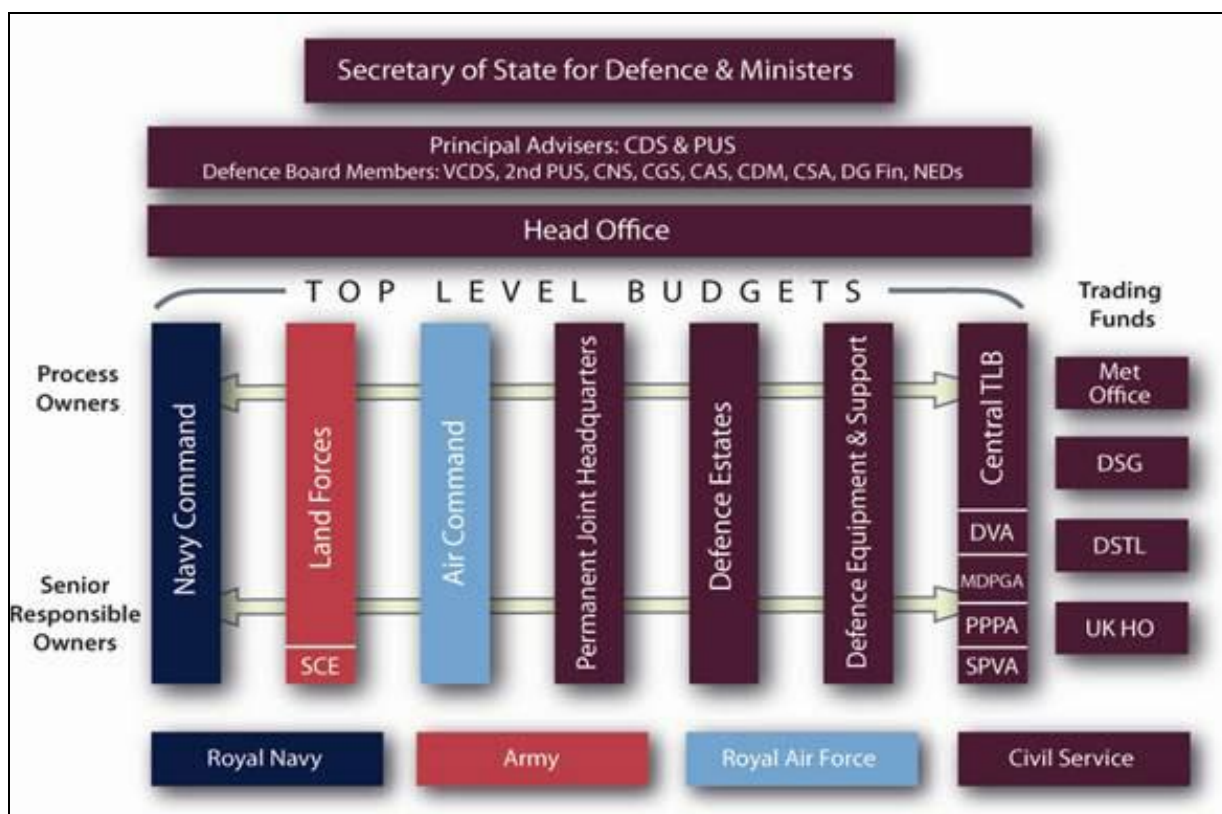 Secretary of State for Defence & Ministers
Principal Advisers: CDS & PUS
Defence Board Members: VCDS, 2nd PUS, CNS, CGS, CAS, CDM, CSA, DG Fin, NEDs
Head Office
TOP LEVEL BUDGETS
Trading
Funds
Process
Owners
Senior
Responsible
Owners
Navy Command
Land Forces
SCE
Air Command
Permanent Joint Headquarters
Defence Estates
Defence Equipment & Support
Central TLB
DVA
MDPGA
PPPA
SPVA
Met
Office
DSG
DSTL
UK HO
Royal Navy
Army
Royal Air Force
Civil Service